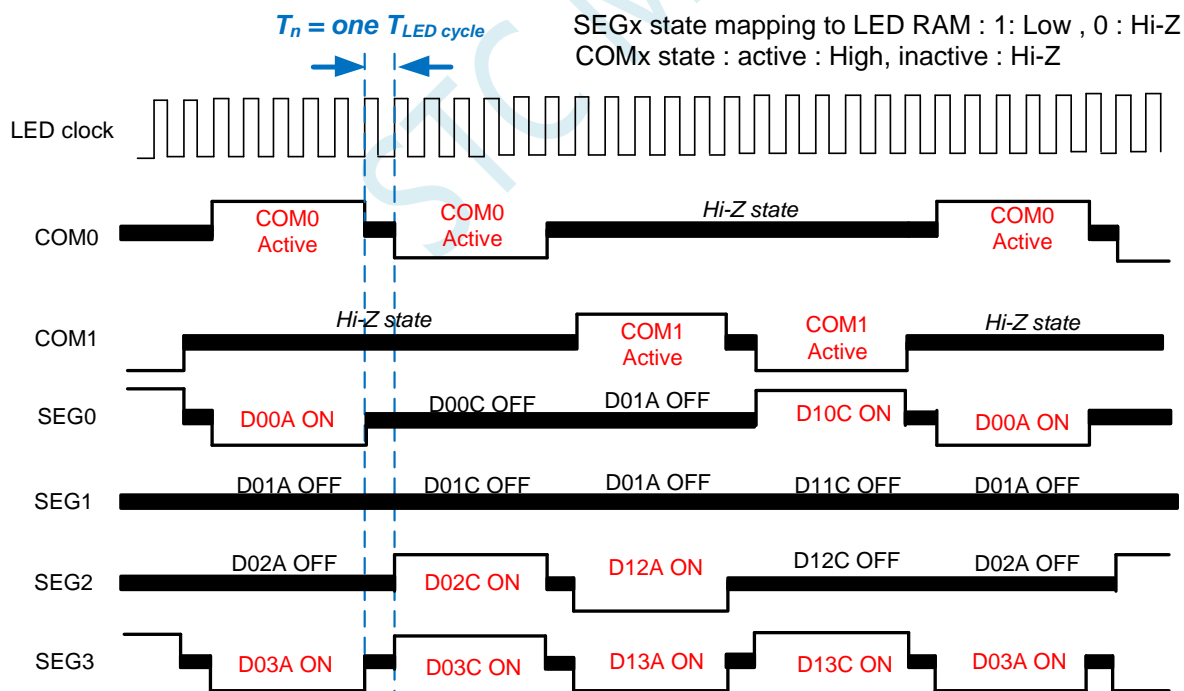 Tn = one TLED cycle
SEGx state mapping to LED RAM : 1: Low , 0 : Hi-Z
COMx state : active : High, inactive : Hi-Z
LED clock
COM0
COM0
Active
COM0
Active
Hi-Z state
COM0
Active
COM1
Hi-Z state
COM1
Active
COM1
Active
Hi-Z state
SEG0
D00A ON
D00C OFF
D01A OFF
D10C ON
D00A ON
SEG1
D01A OFF
D01C OFF
D01A OFF
D11C OFF
D01A OFF
SEG2
D02A OFF
D02C ON
D12A ON
D12C OFF
D02A OFF
SEG3
D03A ON
D03C ON
D13A ON
D13C ON
D03A ON